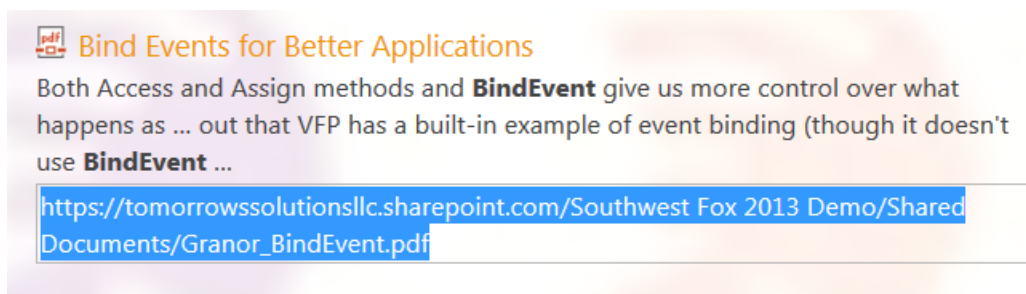 pdf
Bind Events for Better Applications
Both Access and Assign methods and BindEvent give us more control over what
happens as ... out that VFP has a built-in example of event binding (though it doesn't
use BindEvent ...
https://tomorrowssolutionsllc.sharepoint.com/Southwest Fox 2013 Demo/Shared
Documents/Granor_BindEvent.pdf